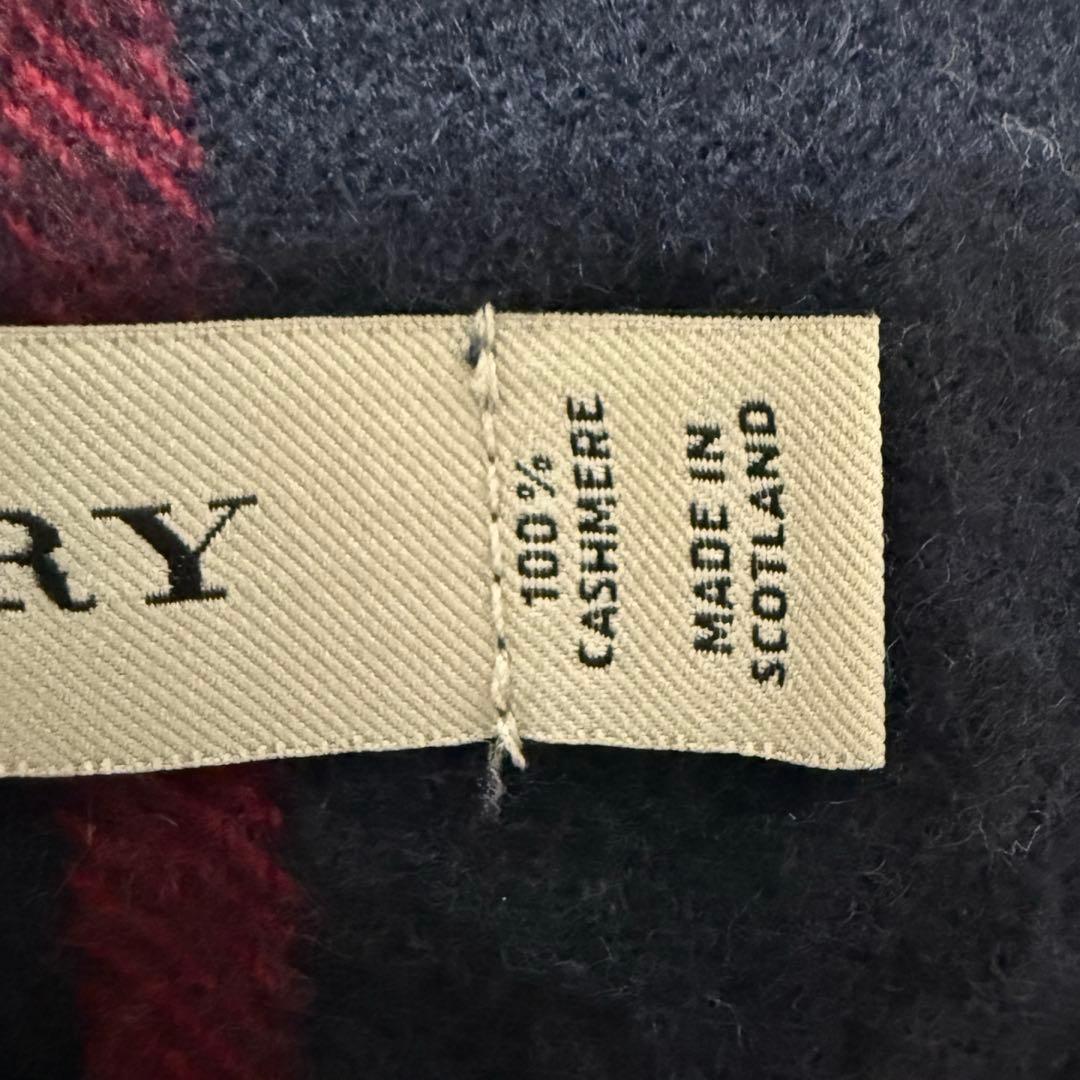 RY
100%
CASHMERE
MADE IN
SCOTLAND